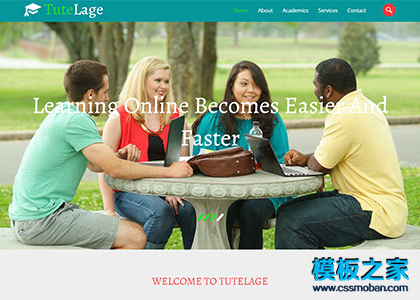 TuteLage
Home About Academics Services Contact
Learning Online Becomes Easier And
Faster
WELCOME TO TUTELAGE
模板之家
www.cssmoban.com